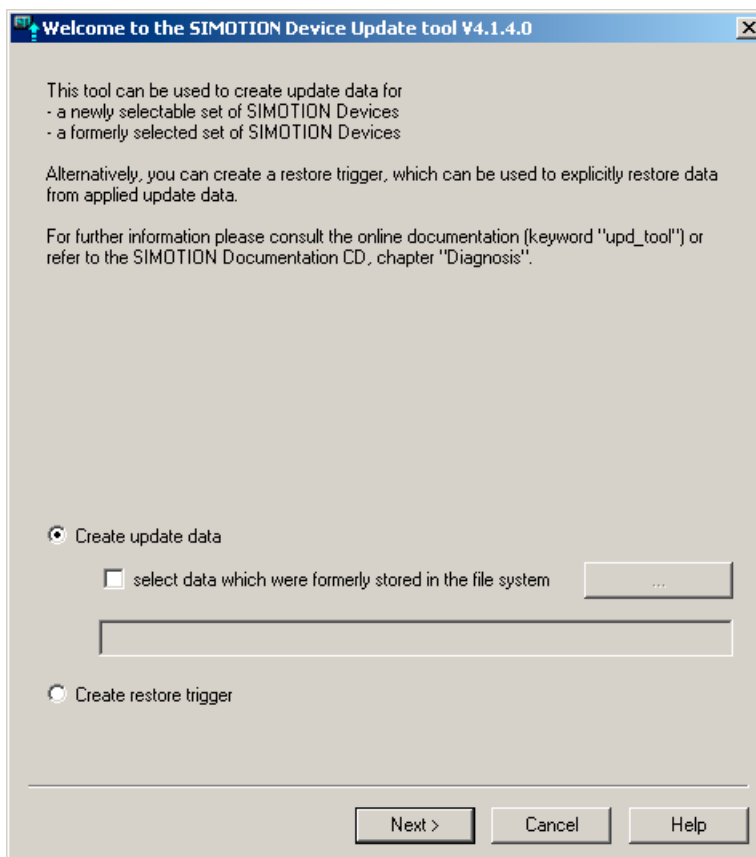 Welcome to the SIMOTION Device Update tool V4.1.4.0
This tool can be used to create update data for
- a newly selectable set of SIMOTION Devices
- a formerly selected set of SIMOTION Devices
Alternatively, you can create a restore trigger, which can be used to explicitly restore data
from applied update data.
For further information please consult the online documentation (keyword "upd_tool") or
refer to the SIMOTION Documentation CD, chapter "Diagnosis".
Create update data
select data which were formerly stored in the file system
...
Create restore trigger
Next >
Cancel
Help